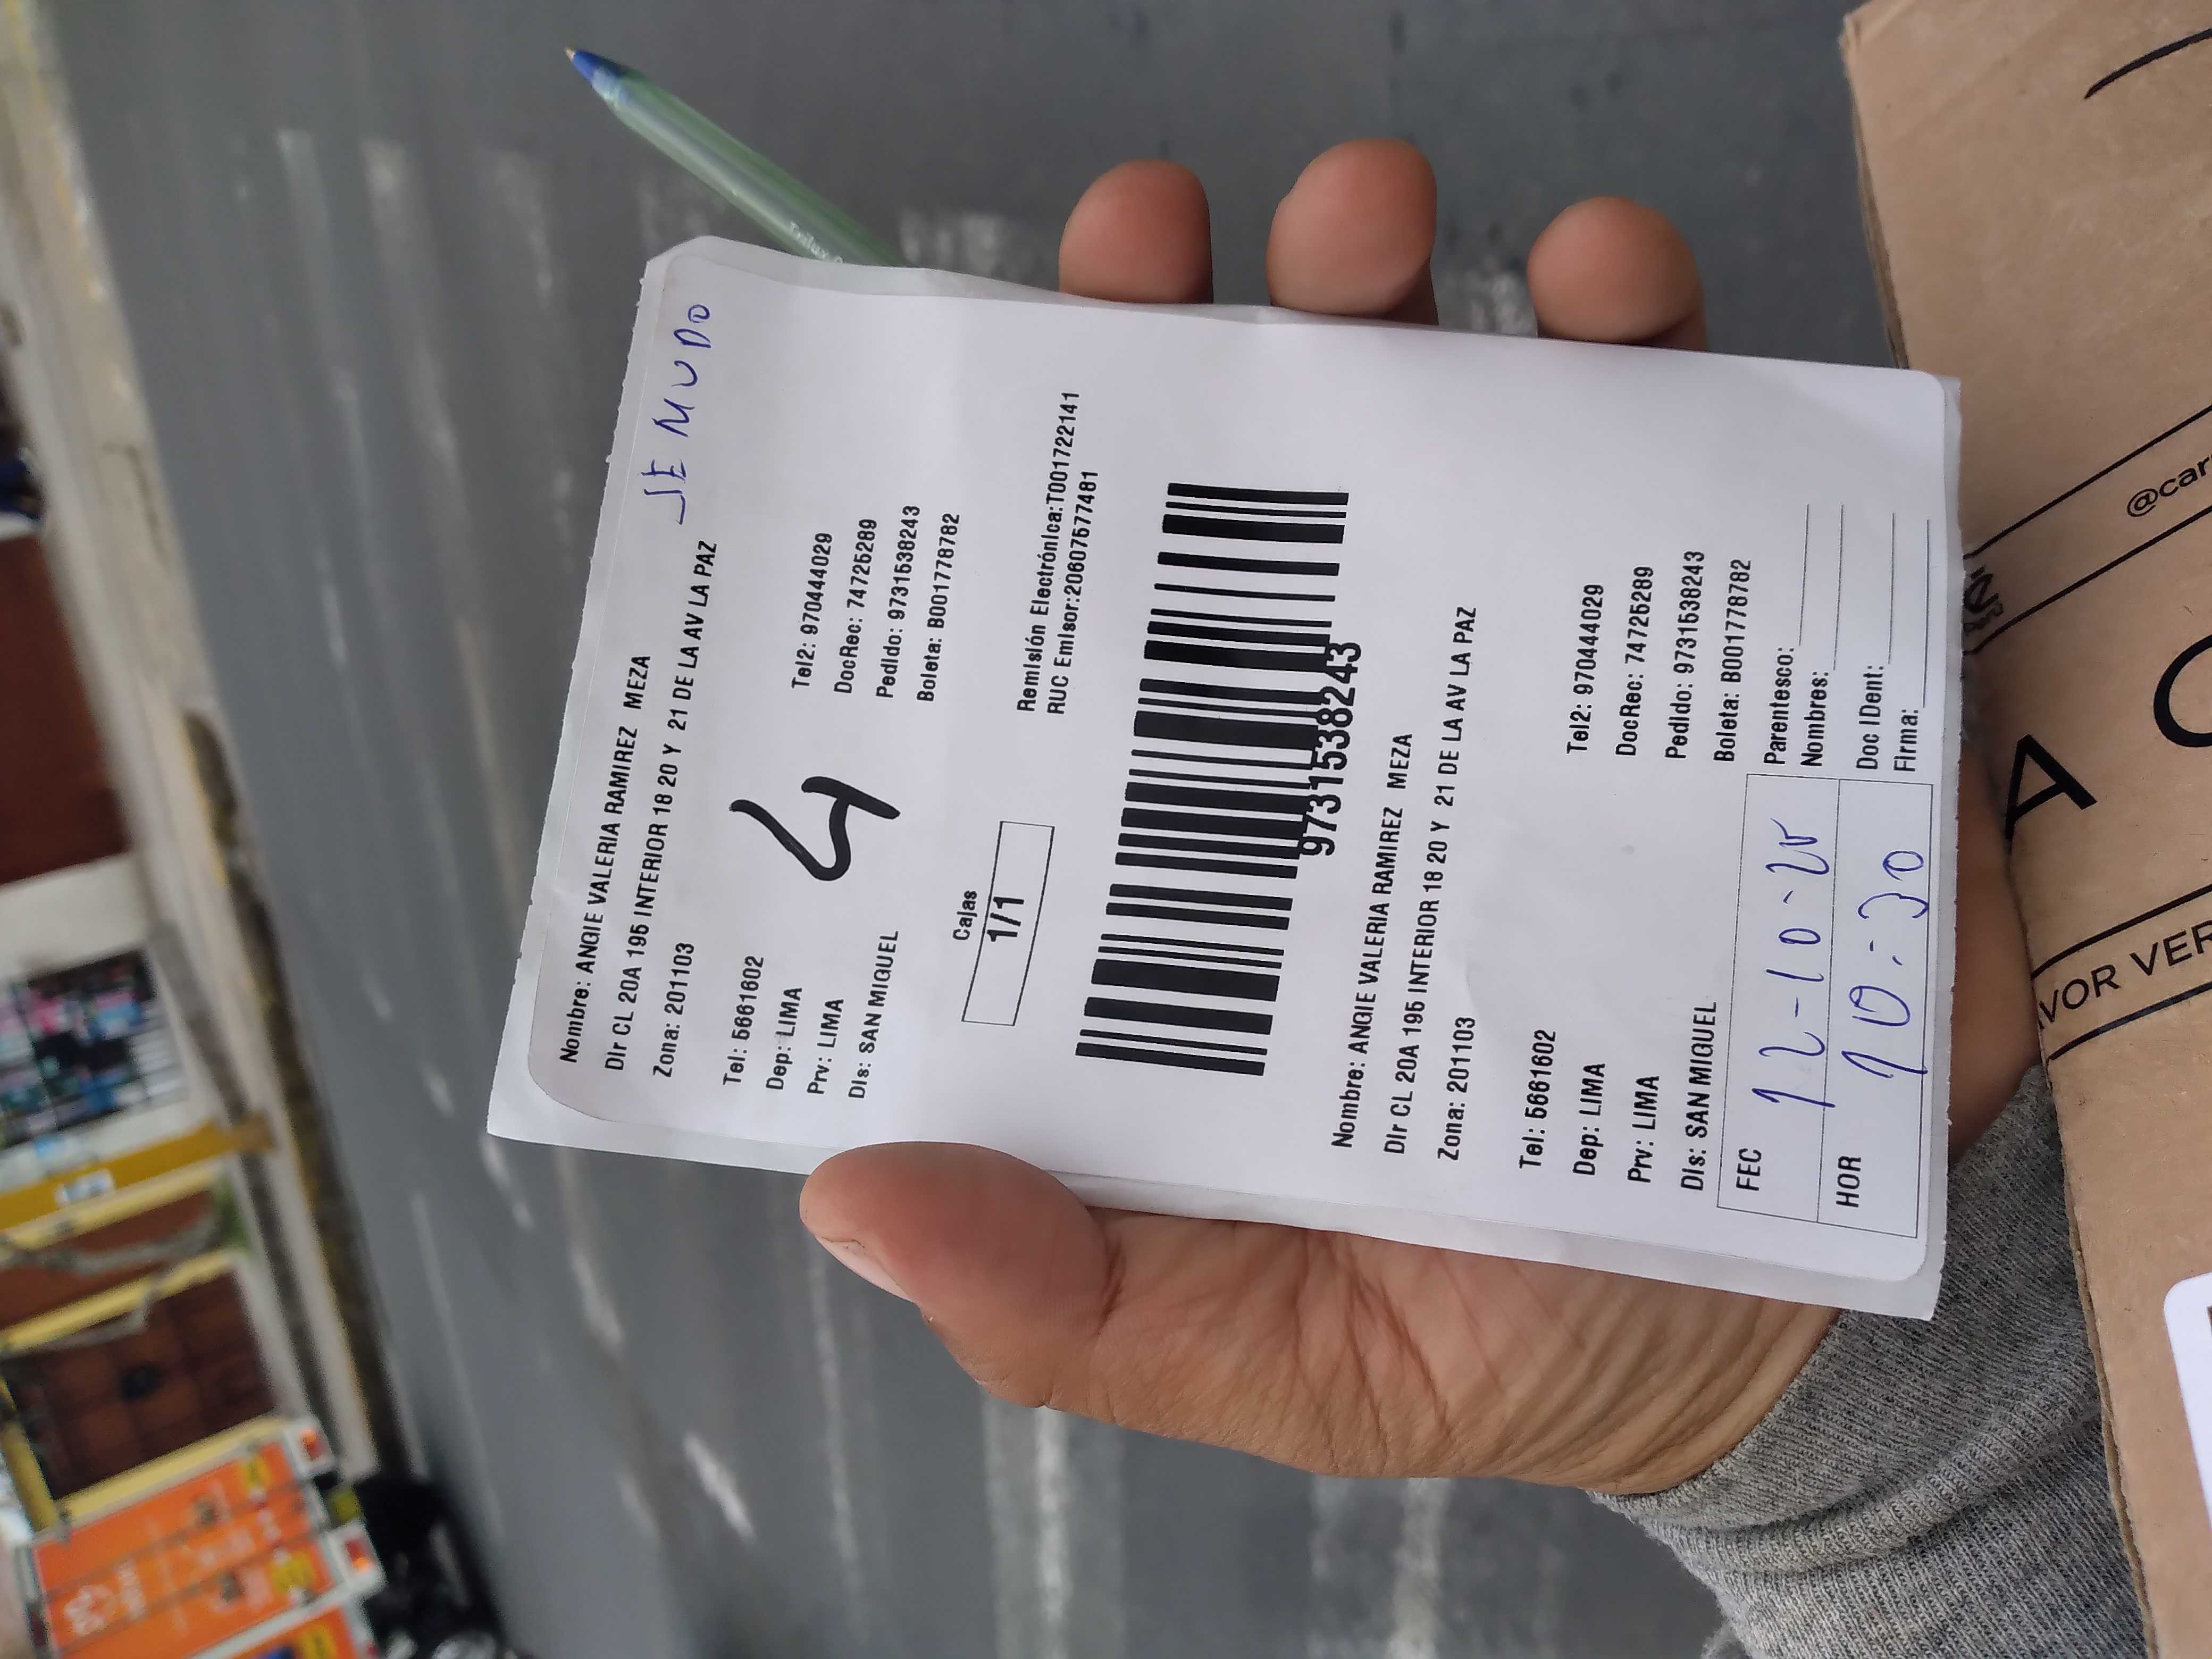 SE MUDO
Nombre: ANGIE VALERIA RAMIREZ MEZA
Dir CL 20A 195 INTERIOR 18 20 Y 21 DE LA AV LA PAZ
Zona: 201103
Tel: 5661602
Tel2: 970444029
Dep: LIMA
DocRec: 74725289
Prv: LIMA
Pedido: 9731538243
Dis: SAN MIGUEL
Boleta: B001778782
4
Cajas
1/1
Remisión Electrónica:T001722141
RUC Emisor:20607577481
9731538243
Nombre: ANGIE VALERIA RAMIREZ MEZA
Dir CL 20A 195 INTERIOR 18 20 Y 21 DE LA AV LA PAZ
Zona: 201103
Tel: 5661602
Tel2: 970444029
Dep: LIMA
DocRec: 74725289
Prv: LIMA
Pedido: 9731538243
Dis: SAN MIGUEL
Boleta: B001778782
FEC 12-10-25
Parentesco:
Nombres:
HOR 10:30
Doc IDent:
Firma:
@car
A C
VOR VER